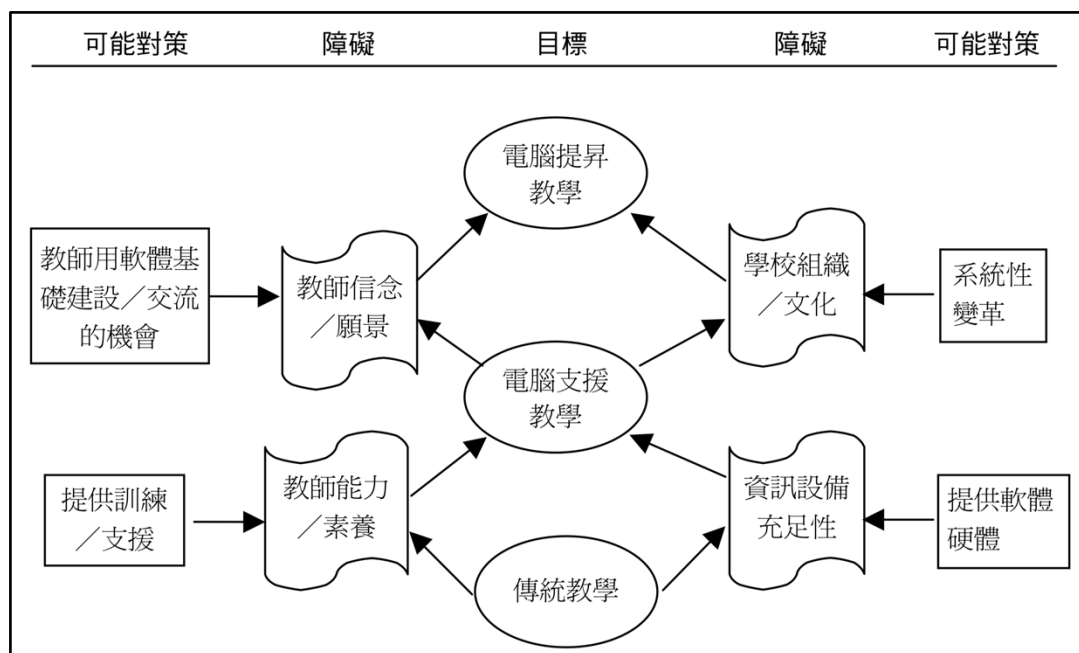 可能對策 障礙 目標 障礙 可能對策
電腦提昇
教學
教師用軟體基
礎建設／交流
的機會
教師信念
／願景
學校組織
／文化
系統性
變革
電腦支援
教學
提供訓練
／支援
教師能力
／素養
資訊設備
充足性
提供軟體
硬體
傳統教學